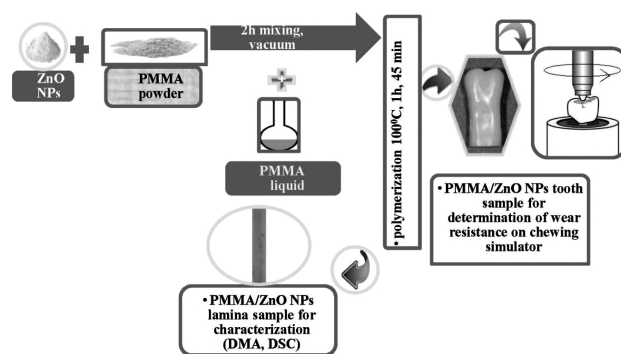 2h mixing,
vacuum
ZnO
NPs
PMMA
powder
PMMA
liquid
• polymerization 100⁰C, 1h, 45 min
• PMMA/ZnO NPs tooth
sample for
determination of wear
resistance on chewing
simulator
• PMMA/ZnO NPs
lamina sample for
characterization
(DMA, DSC)